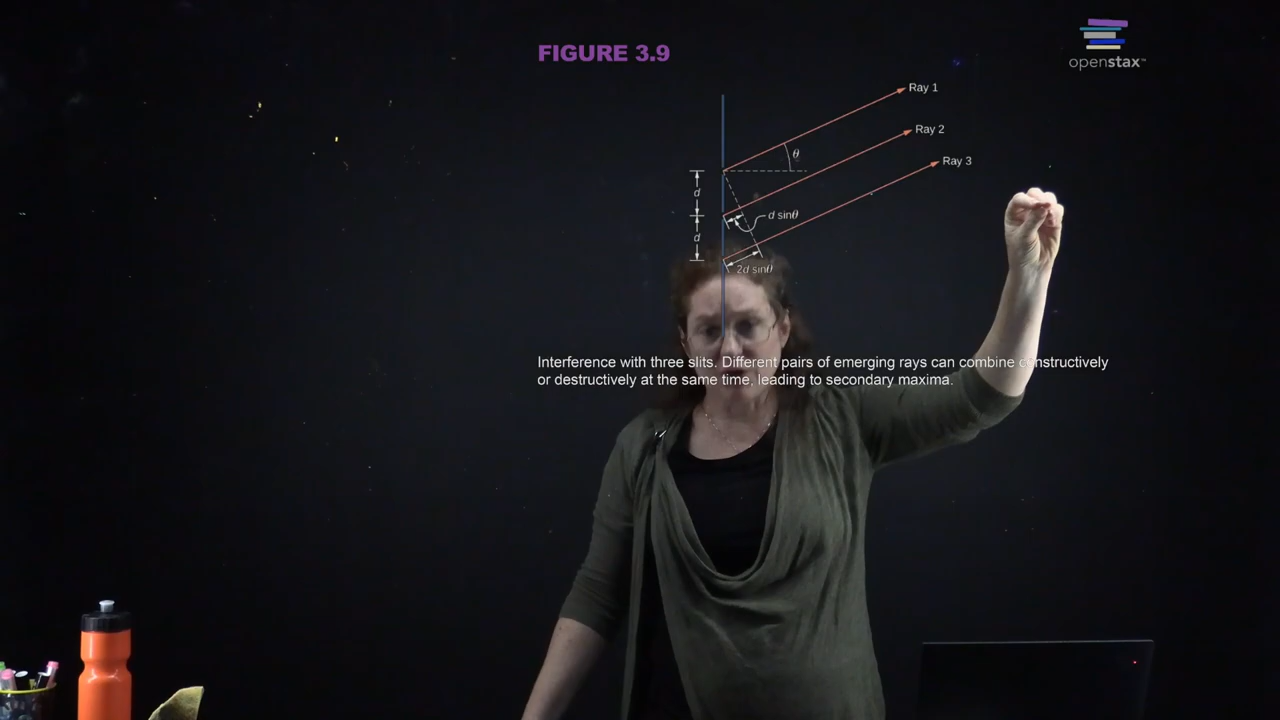 FIGURE 3.9
openstax™
Ray 1
θ
Ray 2
Ray 3
d
d sinθ
d
2d sinθ
Interference with three slits. Different pairs of emerging rays can combine constructively
or destructively at the same time, leading to secondary maxima.